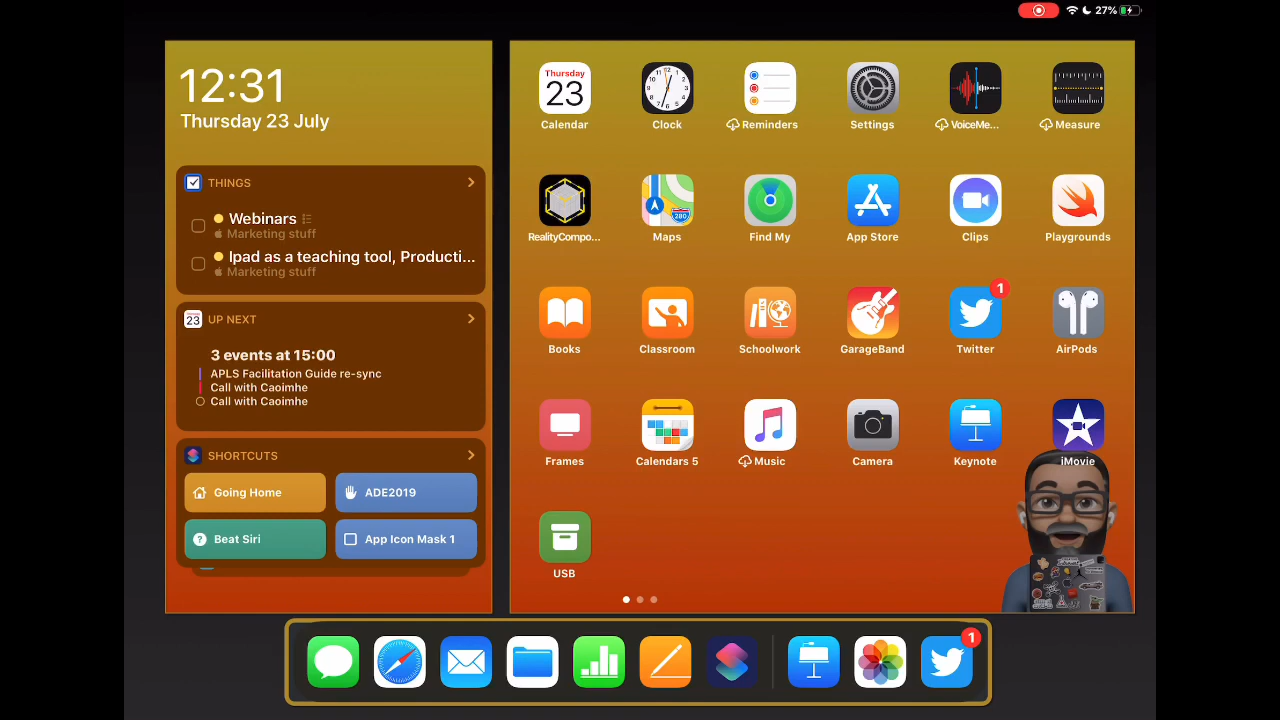 27%
12:31
Thursday 23 July
THINGS
Webinars
Marketing stuff
Ipad as a teaching tool, Producti...
Marketing stuff
UP NEXT
3 events at 15:00
APLS Facilitation Guide re-sync
Call with Caoimhe
Call with Caoimhe
SHORTCUTS
Going Home
ADE2019
Beat Siri
App Icon Mask 1
Thursday
23
Calendar
Clock
Reminders
Settings
VoiceMe...
Measure
RealityCompo...
280
Maps
Find My
App Store
Clips
Playgrounds
1
Books
Classroom
Schoolwork
GarageBand
Twitter
AirPods
Frames
Calendars 5
Music
Camera
Keynote
iMovie
USB
1